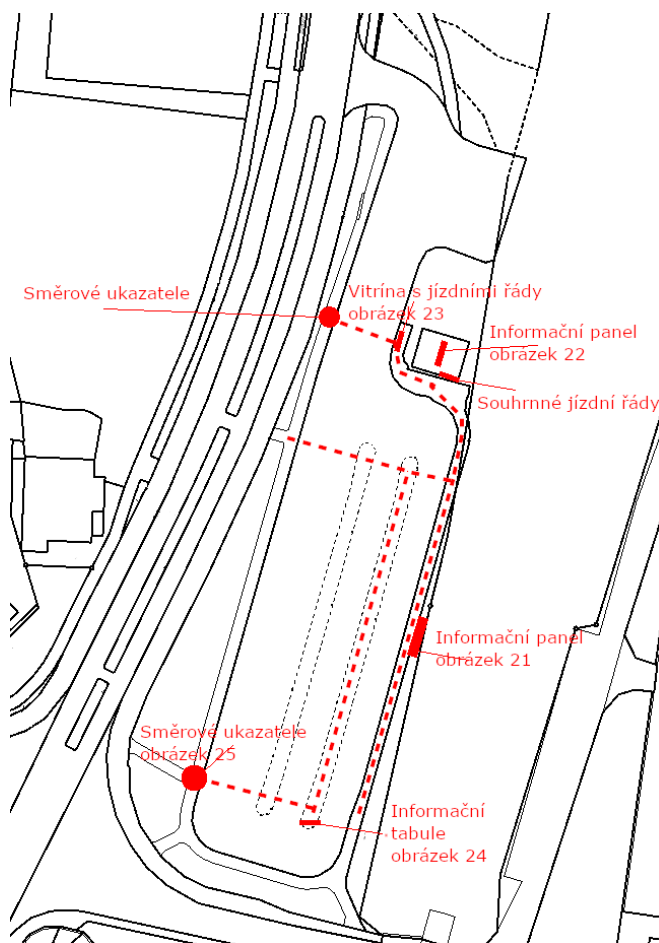 Směrové ukazatele
Vitrína s jízdními řády
obrázek 23
Informační panel
obrázek 22
Souhrnné jízdní řády
Informační panel
obrázek 21
Směrové ukazatele
obrázek 25
Informační
tabule
obrázek 24